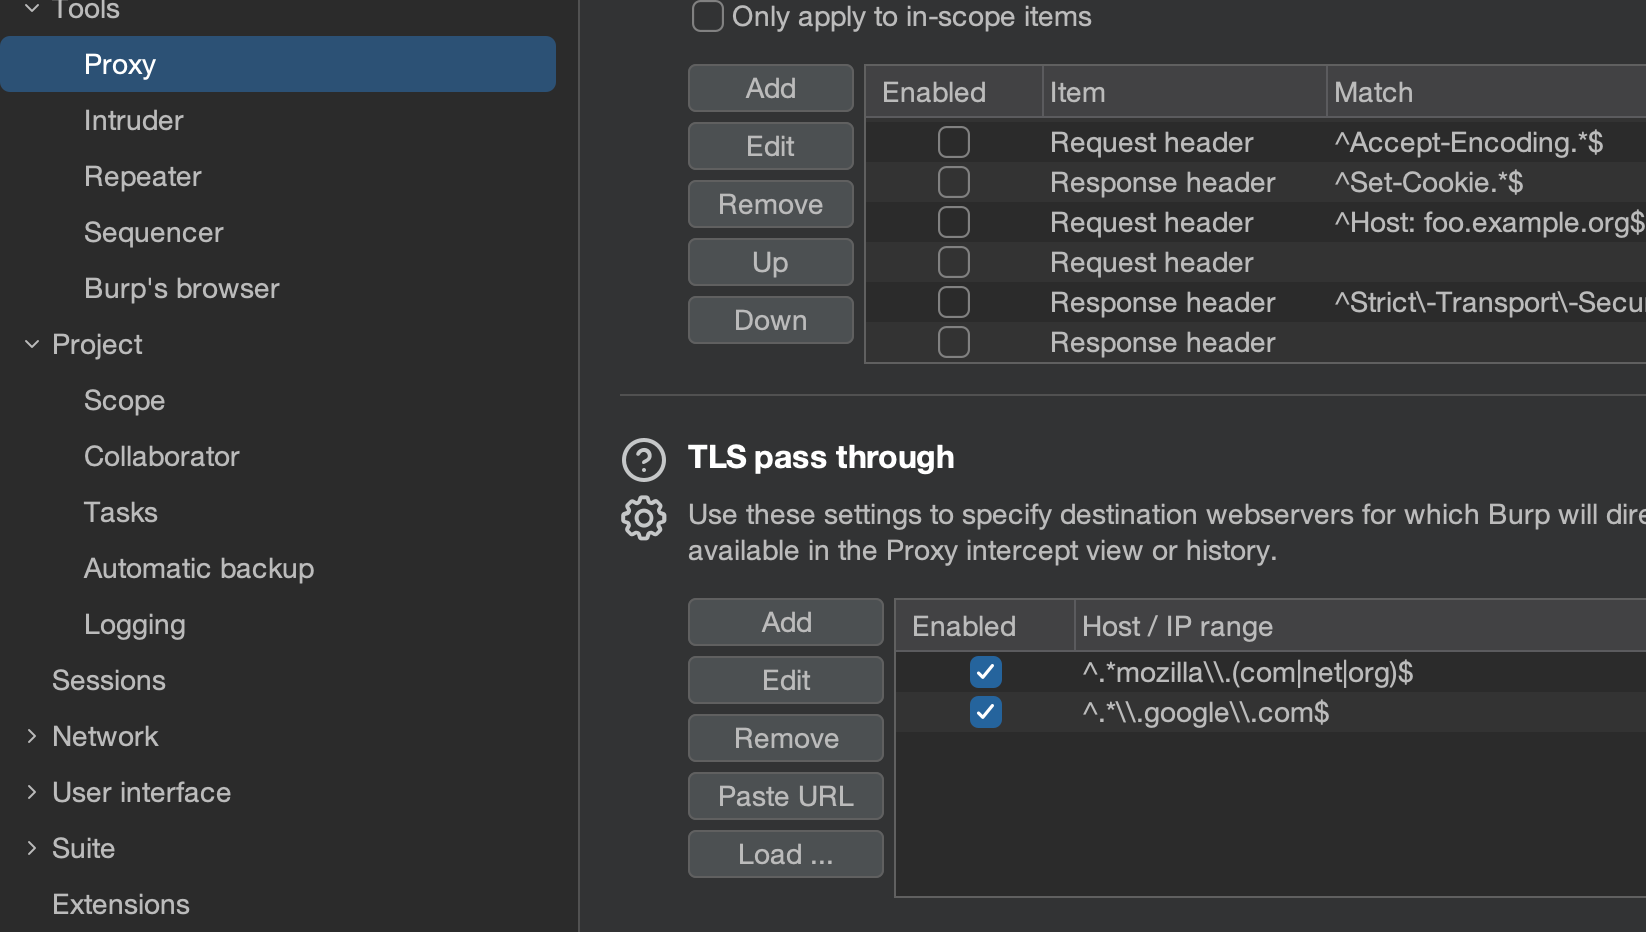 Tools
Proxy
Intruder
Repeater
Sequencer
Burp's browser
Project
Scope
Collaborator
Tasks
Automatic backup
Logging
Sessions
Network
User interface
Suite
Extensions
Only apply to in-scope items
Add
Edit
Remove
Up
Down
Enabled Item Match
Request header ^Accept-Encoding.*$
Response header ^Set-Cookie.*$
Request header ^Host: foo.example.org$
Request header
Response header ^Strict\-Transport\-Secu
Response header
TLS pass through
Use these settings to specify destination webservers for which Burp will dire
available in the Proxy intercept view or history.
Add
Edit
Remove
Paste URL
Load ...
Enabled Host / IP range
^.*mozilla\\.(com|net|org)$
^.*\\.google\\.com$